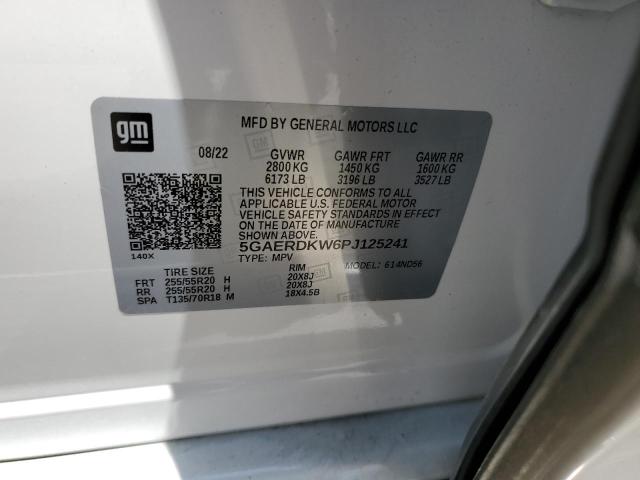 gm
MFD BY GENERAL MOTORS LLC
08/22 GVWR GAWR FRT GAWR RR
2800 KG 1450 KG 1600 KG
6173 LB 3196 LB 3527 LB
THIS VEHICLE CONFORMS TO ALL
APPLICABLE U.S. FEDERAL MOTOR
VEHICLE SAFETY STANDARDS IN EFFECT
ON THE DATE OF MANUFACTURE
SHOWN ABOVE.
140X
5GAERDKW6PJ125241
TYPE: MPV MODEL: 614ND56
TIRE SIZE RIM
FRT 255/55R20 H 20X8J
RR 255/55R20 H 20X8J
SPA T135/70R18 M 18X4.5B